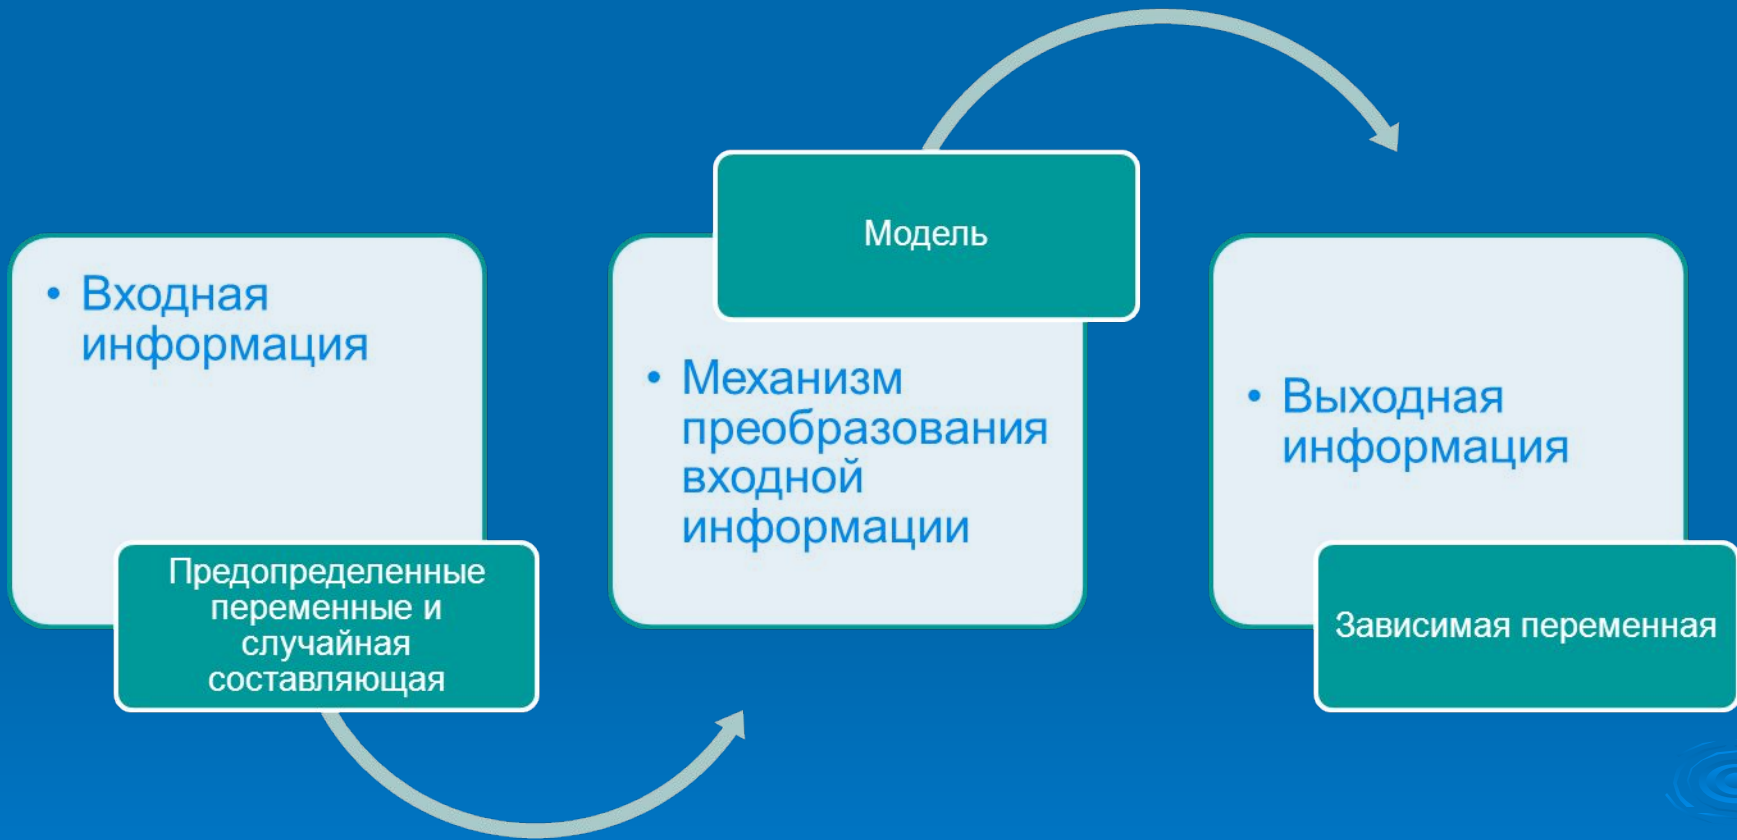 • Входная
информация
Предопределенные
переменные и
случайная
составляющая
Модель
• Механизм
преобразования
входной
информации
• Выходная
информация
Зависимая переменная